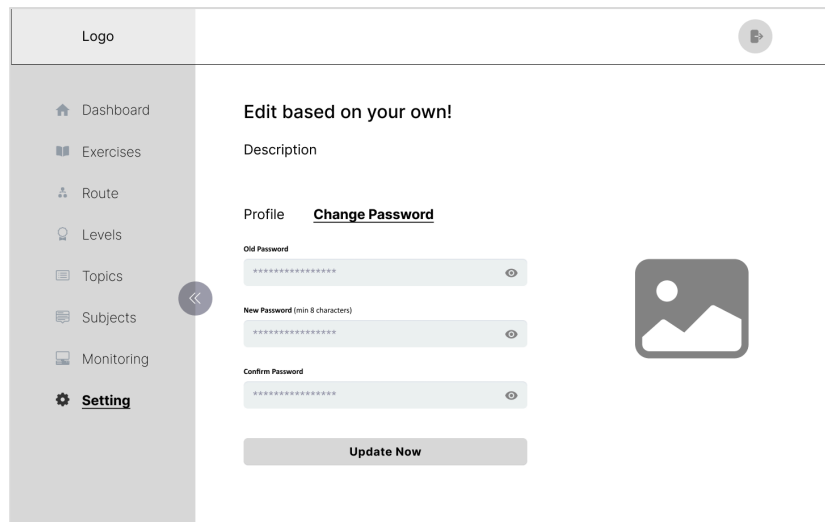 Logo
Dashboard
Exercises
Route
Levels
Topics
Subjects
Monitoring
Setting
Edit based on your own!
Description
Profile Change Password
Old Password
****************
New Password (min 8 characters)
****************
Confirm Password
****************
Update Now